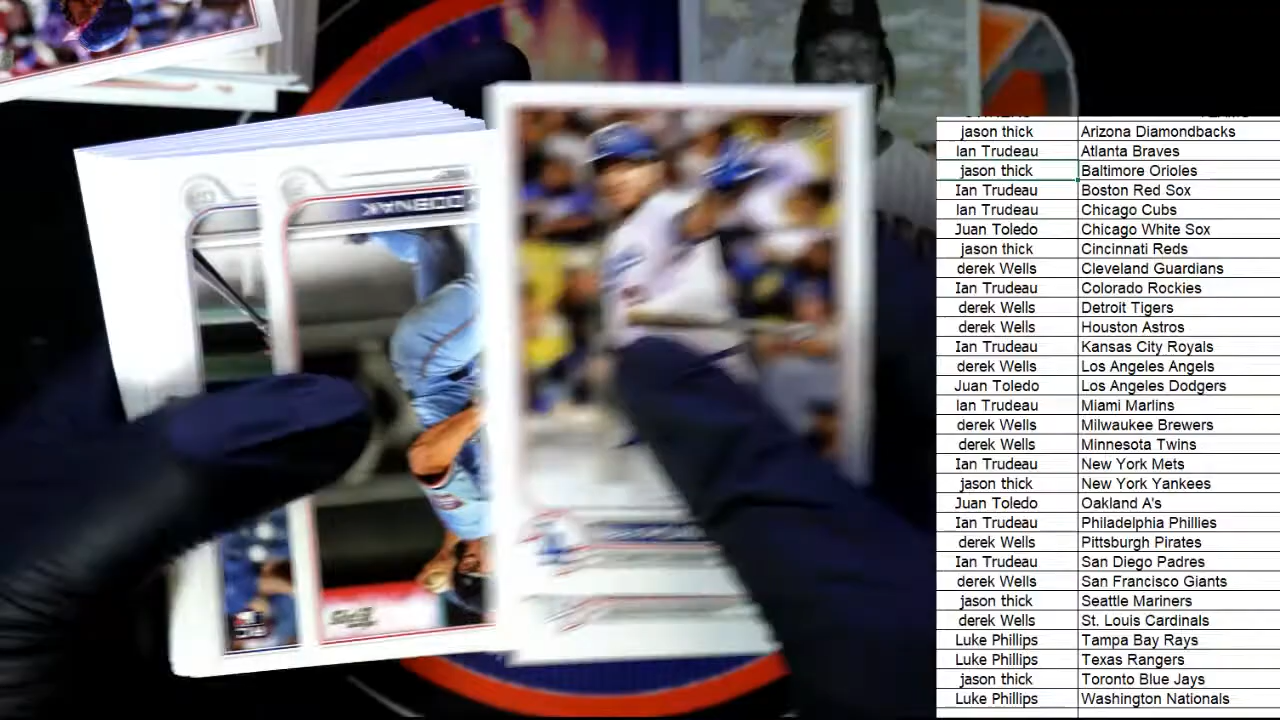 DOBNAK
jason thick Arizona Diamondbacks
Ian Trudeau Atlanta Braves
jason thick Baltimore Orioles
Ian Trudeau Boston Red Sox
Ian Trudeau Chicago Cubs
Juan Toledo Chicago White Sox
jason thick Cincinnati Reds
derek Wells Cleveland Guardians
Ian Trudeau Colorado Rockies
derek Wells Detroit Tigers
derek Wells Houston Astros
Ian Trudeau Kansas City Royals
derek Wells Los Angeles Angels
Juan Toledo Los Angeles Dodgers
Ian Trudeau Miami Marlins
derek Wells Milwaukee Brewers
derek Wells Minnesota Twins
Ian Trudeau New York Mets
jason thick New York Yankees
Juan Toledo Oakland A's
Ian Trudeau Philadelphia Phillies
derek Wells Pittsburgh Pirates
Ian Trudeau San Diego Padres
derek Wells San Francisco Giants
jason thick Seattle Mariners
derek Wells St. Louis Cardinals
Luke Phillips Tampa Bay Rays
Luke Phillips Texas Rangers
jason thick Toronto Blue Jays
Luke Phillips Washington Nationals